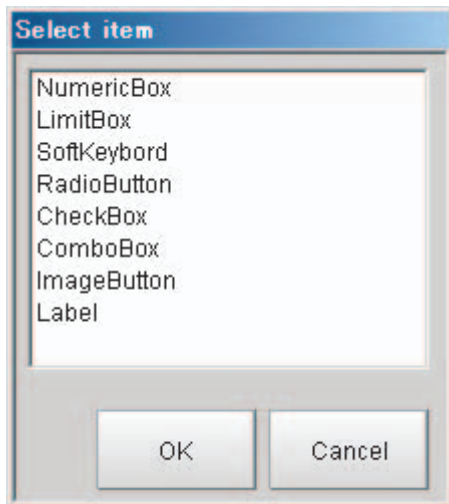 Select item
NumericBox
LimitBox
SoftKeybord
RadioButton
CheckBox
ComboBox
ImageButton
Label
OK
Cancel